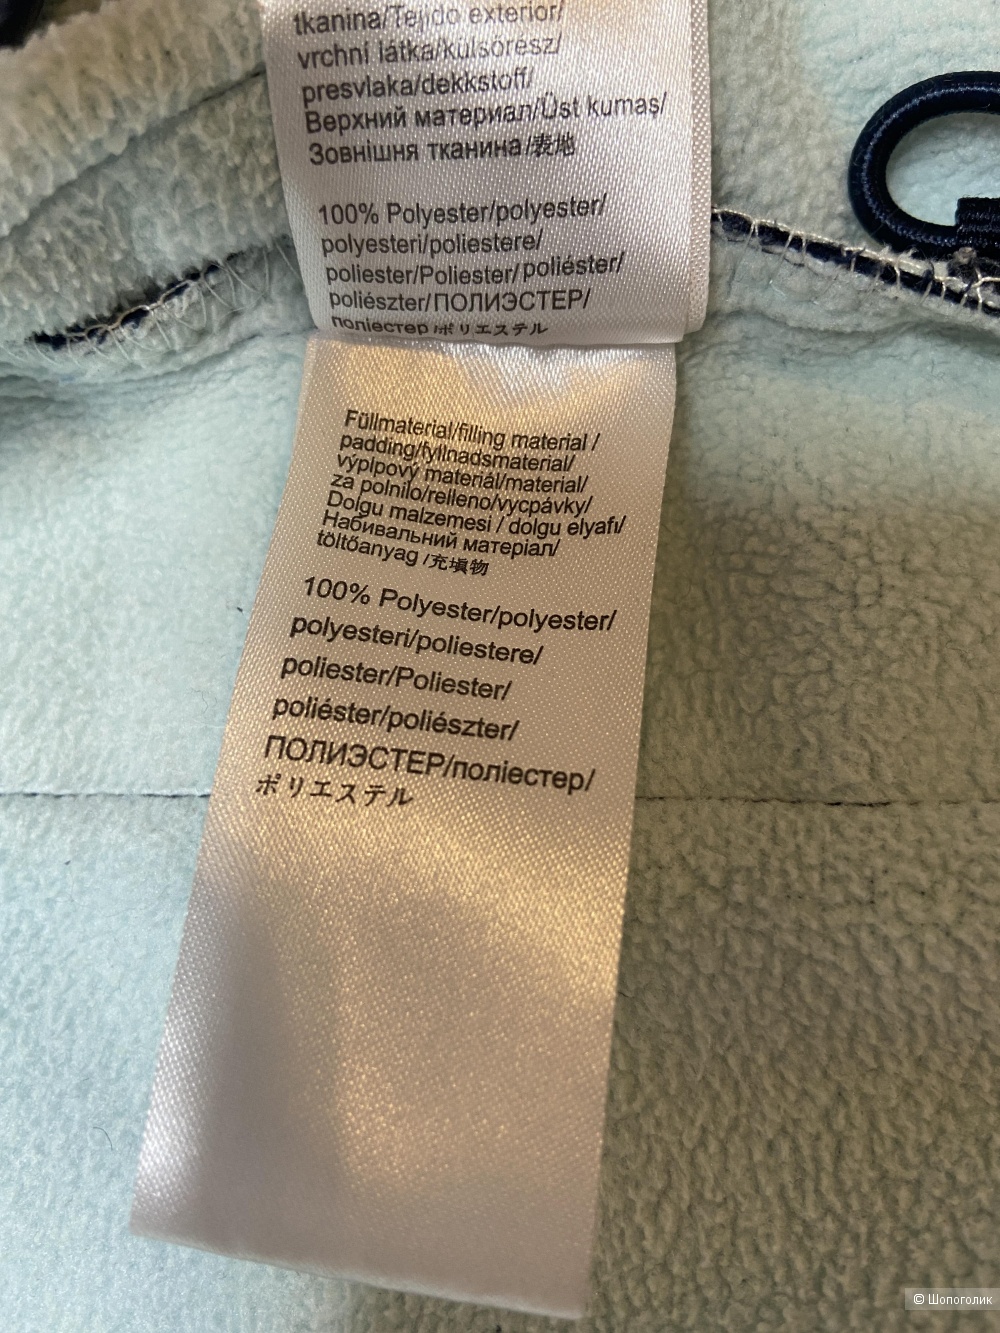 tkanina/Tejido exterior/
vrchní látka/külsőrész/
presvlaka/dekkstoff/
Верхний материал/Üst kumaş/
Зовнішня тканина/表地
100% Polyester/polyester/
polyesteri/poliestere/
poliester/Poliester/poliéster/
poliészter/ПОЛИЭСТЕР/
поліестер/ポリエステル
Füllmaterial/filling material /
padding/fyllnadsmaterial/
výplpový materiál/material/
za polnilo/relleno/vycpávky/
Dolgu malzemesi / dolgu elyafı/
Набивальний матеріал/
töltőanyag /充塡物
100% Polyester/polyester/
polyesteri/poliestere/
poliester/Poliester/
poliéster/poliészter/
ПОЛИЭСТЕР/поліестер/
ポリエステル
© Шопоголик